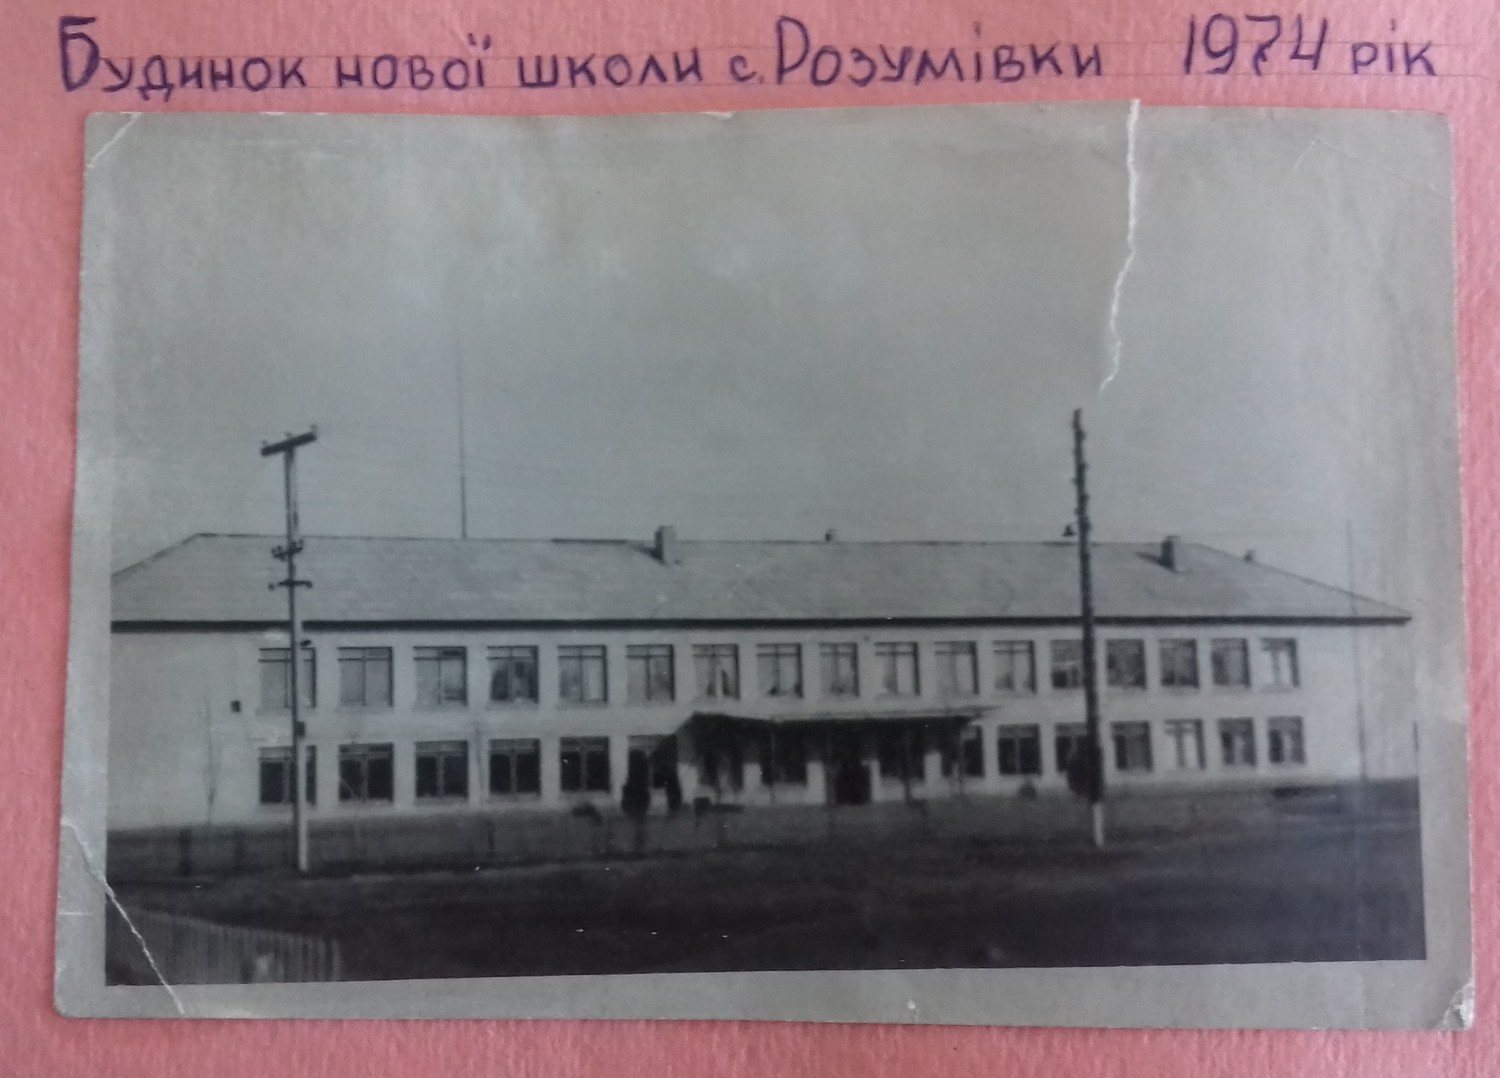 Будинок нової школи с. Розумівки 1974 рік